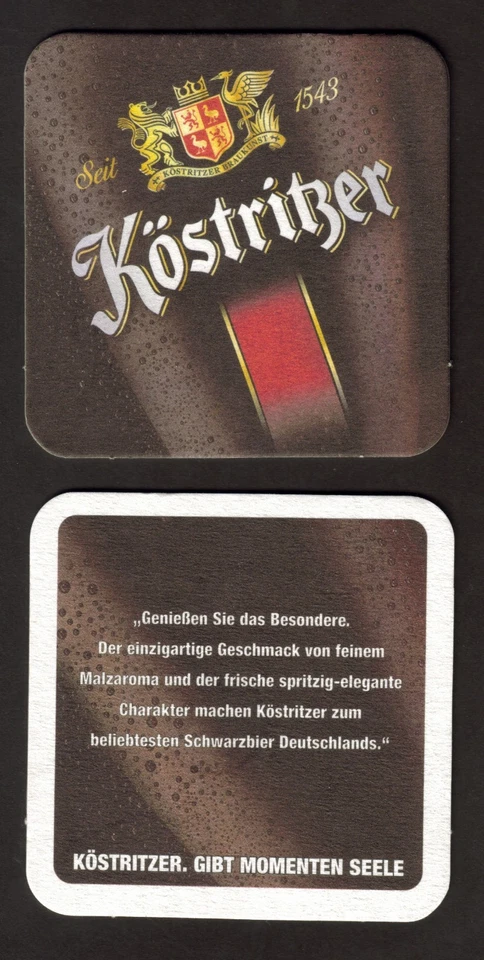 Seit 1543
KÖSTRITZER BRAUKUNST
Köstritzer
„Genießen Sie das Besondere.
Der einzigartige Geschmack von feinem
Malzaroma und der frische spritzig-elegante
Charakter machen Köstritzer zum
beliebtesten Schwarzbier Deutschlands.“
KÖSTRITZER. GIBT MOMENTEN SEELE